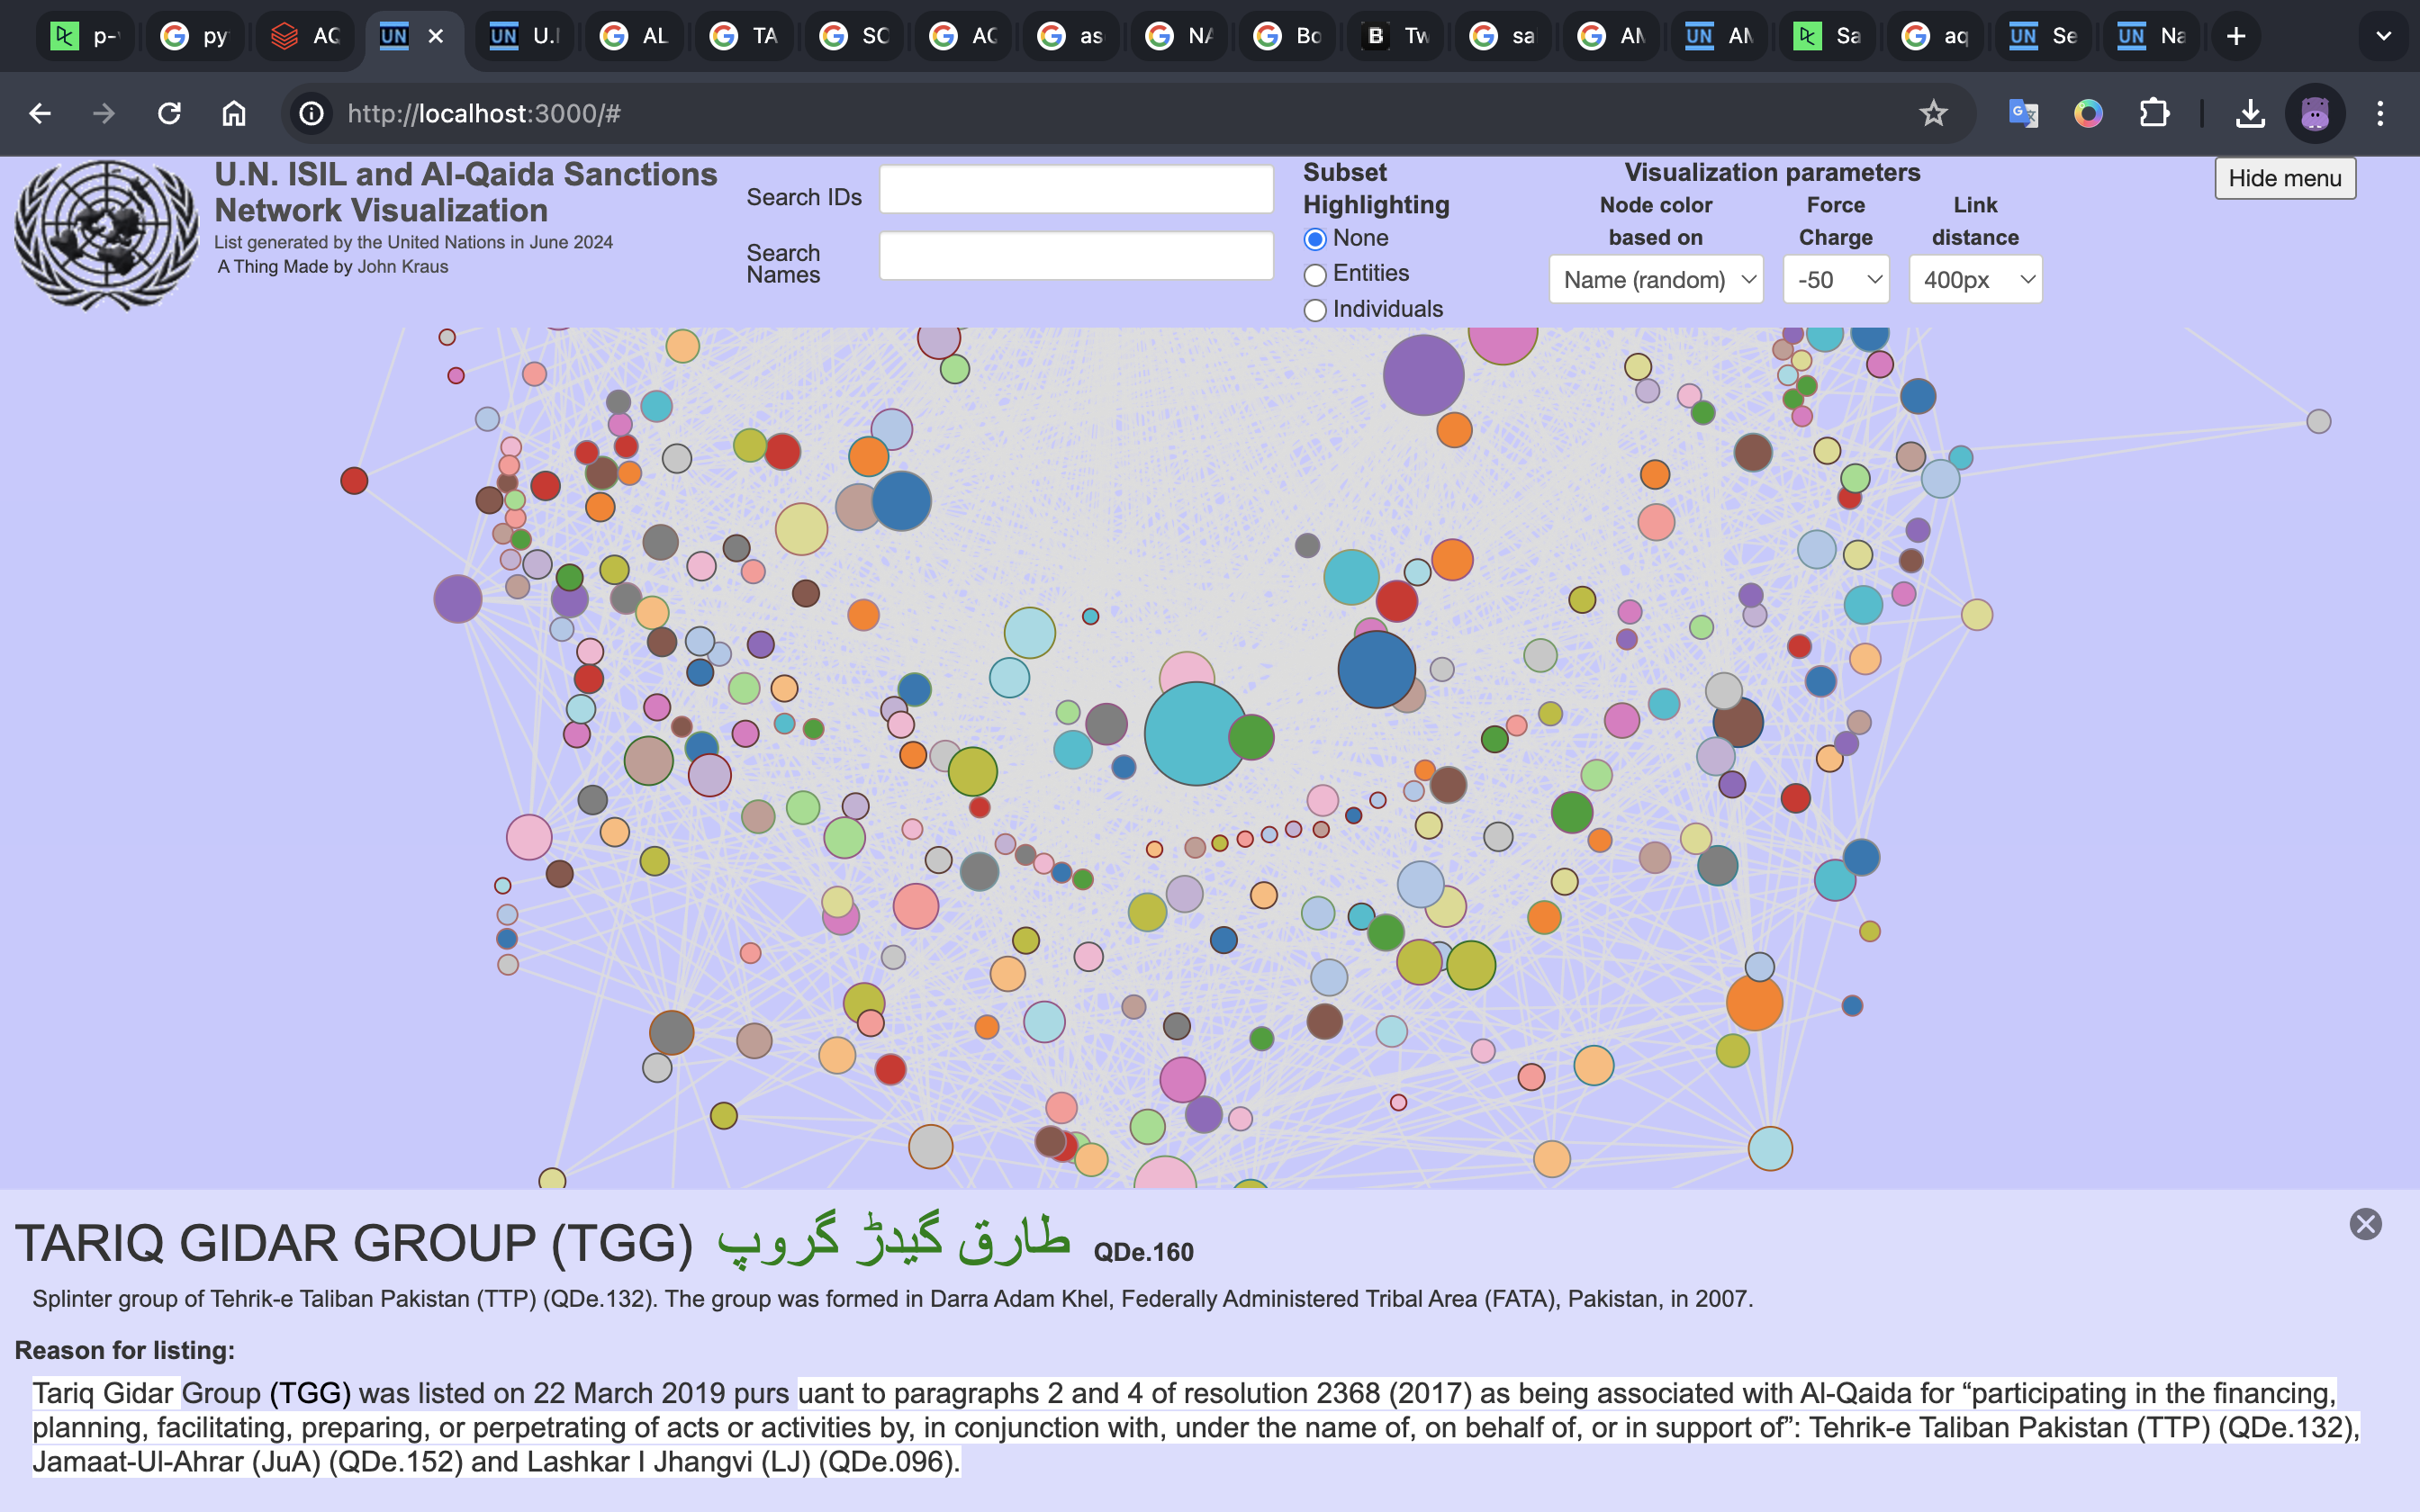 p-
py
AC
UN
UN U.I
AL
TA
SC
AC
as
NA
Bo
B Tw
sa
AN
UN AN
Sa
aq
UN Se
UN Na
http://localhost:3000/#
U.N. ISIL and Al-Qaida Sanctions
Network Visualization
List generated by the United Nations in June 2024
A Thing Made by John Kraus
Search IDs
Search
Names
Subset
Highlighting
None
Entities
Individuals
Visualization parameters
Node color
based on
Name (random)
Force
Charge
-50
Link
distance
400px
Hide menu
TARIQ GIDAR GROUP (TGG) طارق گیدڑ گروپ QDe.160
Splinter group of Tehrik-e Taliban Pakistan (TTP) (QDe.132). The group was formed in Darra Adam Khel, Federally Administered Tribal Area (FATA), Pakistan, in 2007.
Reason for listing:
Tariq Gidar Group (TGG) was listed on 22 March 2019 purs uant to paragraphs 2 and 4 of resolution 2368 (2017) as being associated with Al-Qaida for “participating in the financing,
planning, facilitating, preparing, or perpetrating of acts or activities by, in conjunction with, under the name of, on behalf of, or in support of”: Tehrik-e Taliban Pakistan (TTP) (QDe.132),
Jamaat-Ul-Ahrar (JuA) (QDe.152) and Lashkar I Jhangvi (LJ) (QDe.096).